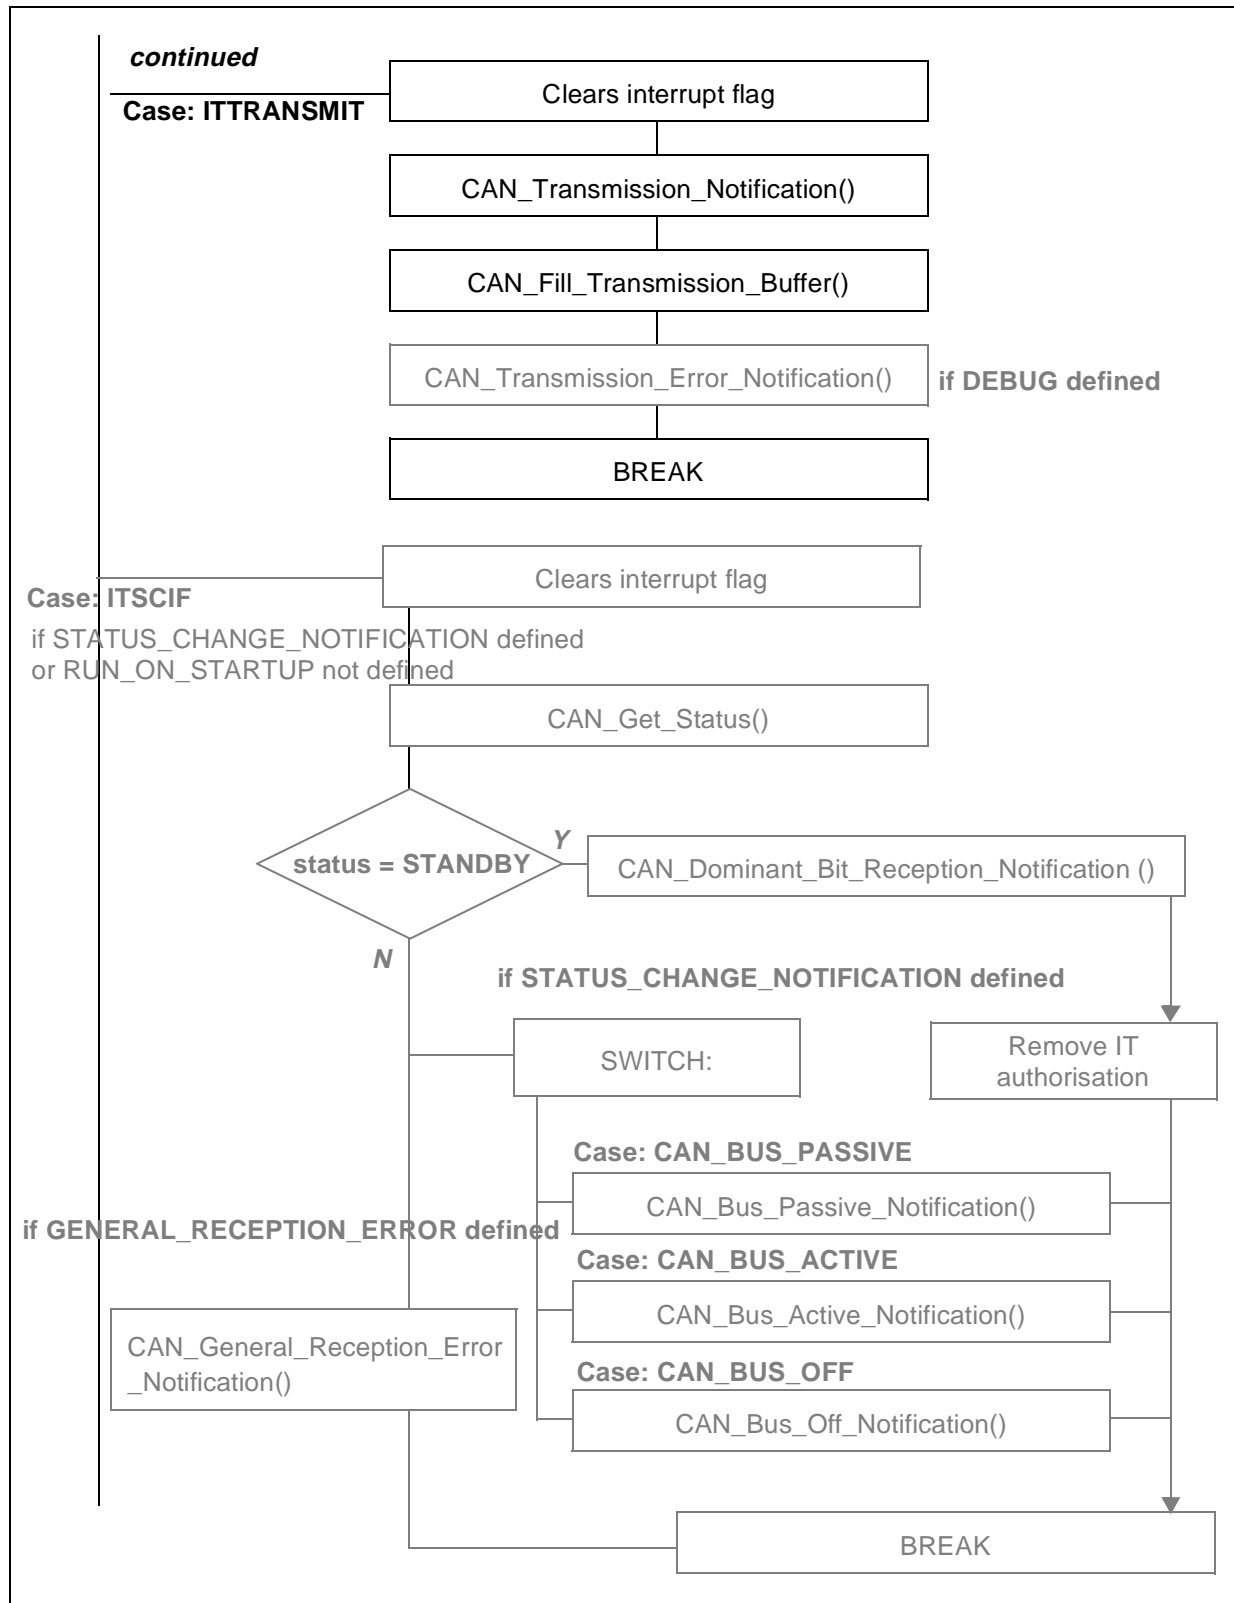 continued
Clears interrupt flag
Case: ITTRANSMIT
CAN_Transmission_Notification()
CAN_Fill_Transmission_Buffer()
CAN_Transmission_Error_Notification()
if DEBUG defined
BREAK
Clears interrupt flag
Case: ITSCIF
if STATUS_CHANGE_NOTIFICATION defined
or RUN_ON_STARTUP not defined
CAN_Get_Status()
status = STANDBY
Y
CAN_Dominant_Bit_Reception_Notification ()
N
if STATUS_CHANGE_NOTIFICATION defined
SWITCH:
Remove IT
authorisation
Case: CAN_BUS_PASSIVE
CAN_Bus_Passive_Notification()
if GENERAL_RECEPTION_ERROR defined
Case: CAN_BUS_ACTIVE
CAN_Bus_Active_Notification()
CAN_General_Reception_Error
_Notification()
Case: CAN_BUS_OFF
CAN_Bus_Off_Notification()
BREAK